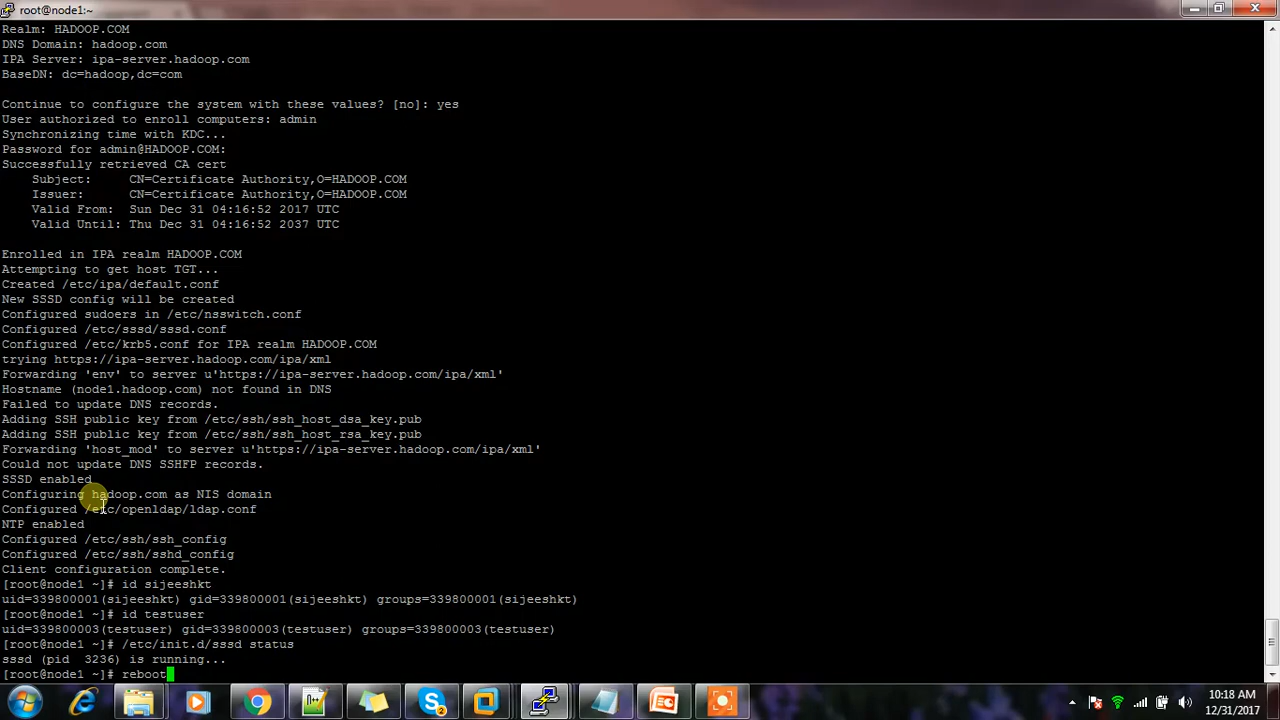 root@node1:~
Realm: HADOOP.COM
DNS Domain: hadoop.com
IPA Server: ipa-server.hadoop.com
BaseDN: dc=hadoop,dc=com
Continue to configure the system with these values? [no]: yes
User authorized to enroll computers: admin
Synchronizing time with KDC...
Password for admin@HADOOP.COM:
Successfully retrieved CA cert
Subject: CN=Certificate Authority,O=HADOOP.COM
Issuer: CN=Certificate Authority,O=HADOOP.COM
Valid From: Sun Dec 31 04:16:52 2017 UTC
Valid Until: Thu Dec 31 04:16:52 2037 UTC
Enrolled in IPA realm HADOOP.COM
Attempting to get host TGT...
Created /etc/ipa/default.conf
New SSSD config will be created
Configured sudoers in /etc/nsswitch.conf
Configured /etc/sssd/sssd.conf
Configured /etc/krb5.conf for IPA realm HADOOP.COM
trying https://ipa-server.hadoop.com/ipa/xml
Forwarding 'env' to server u'https://ipa-server.hadoop.com/ipa/xml'
Hostname (node1.hadoop.com) not found in DNS
Failed to update DNS records.
Adding SSH public key from /etc/ssh/ssh_host_dsa_key.pub
Adding SSH public key from /etc/ssh/ssh_host_rsa_key.pub
Forwarding 'host_mod' to server u'https://ipa-server.hadoop.com/ipa/xml'
Could not update DNS SSHFP records.
SSSD enabled
Configuring hadoop.com as NIS domain
Configured /etc/openldap/ldap.conf
NTP enabled
Configured /etc/ssh/ssh_config
Configured /etc/ssh/sshd_config
Client configuration complete.
[root@node1 ~]# id sijeeshkt
uid=339800001(sijeeshkt) gid=339800001(sijeeshkt) groups=339800001(sijeeshkt)
[root@node1 ~]# id testuser
uid=339800003(testuser) gid=339800003(testuser) groups=339800003(testuser)
[root@node1 ~]# /etc/init.d/sssd status
sssd (pid  3236) is running...
[root@node1 ~]# reboot
10:18 AM
12/31/2017